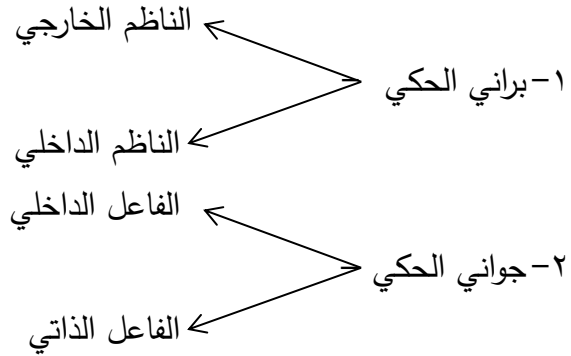 الناظم الخارجي
١-براني الحكي
الناظم الداخلي
الفاعل الداخلي
٢-جواني الحكي
الفاعل الذاتي